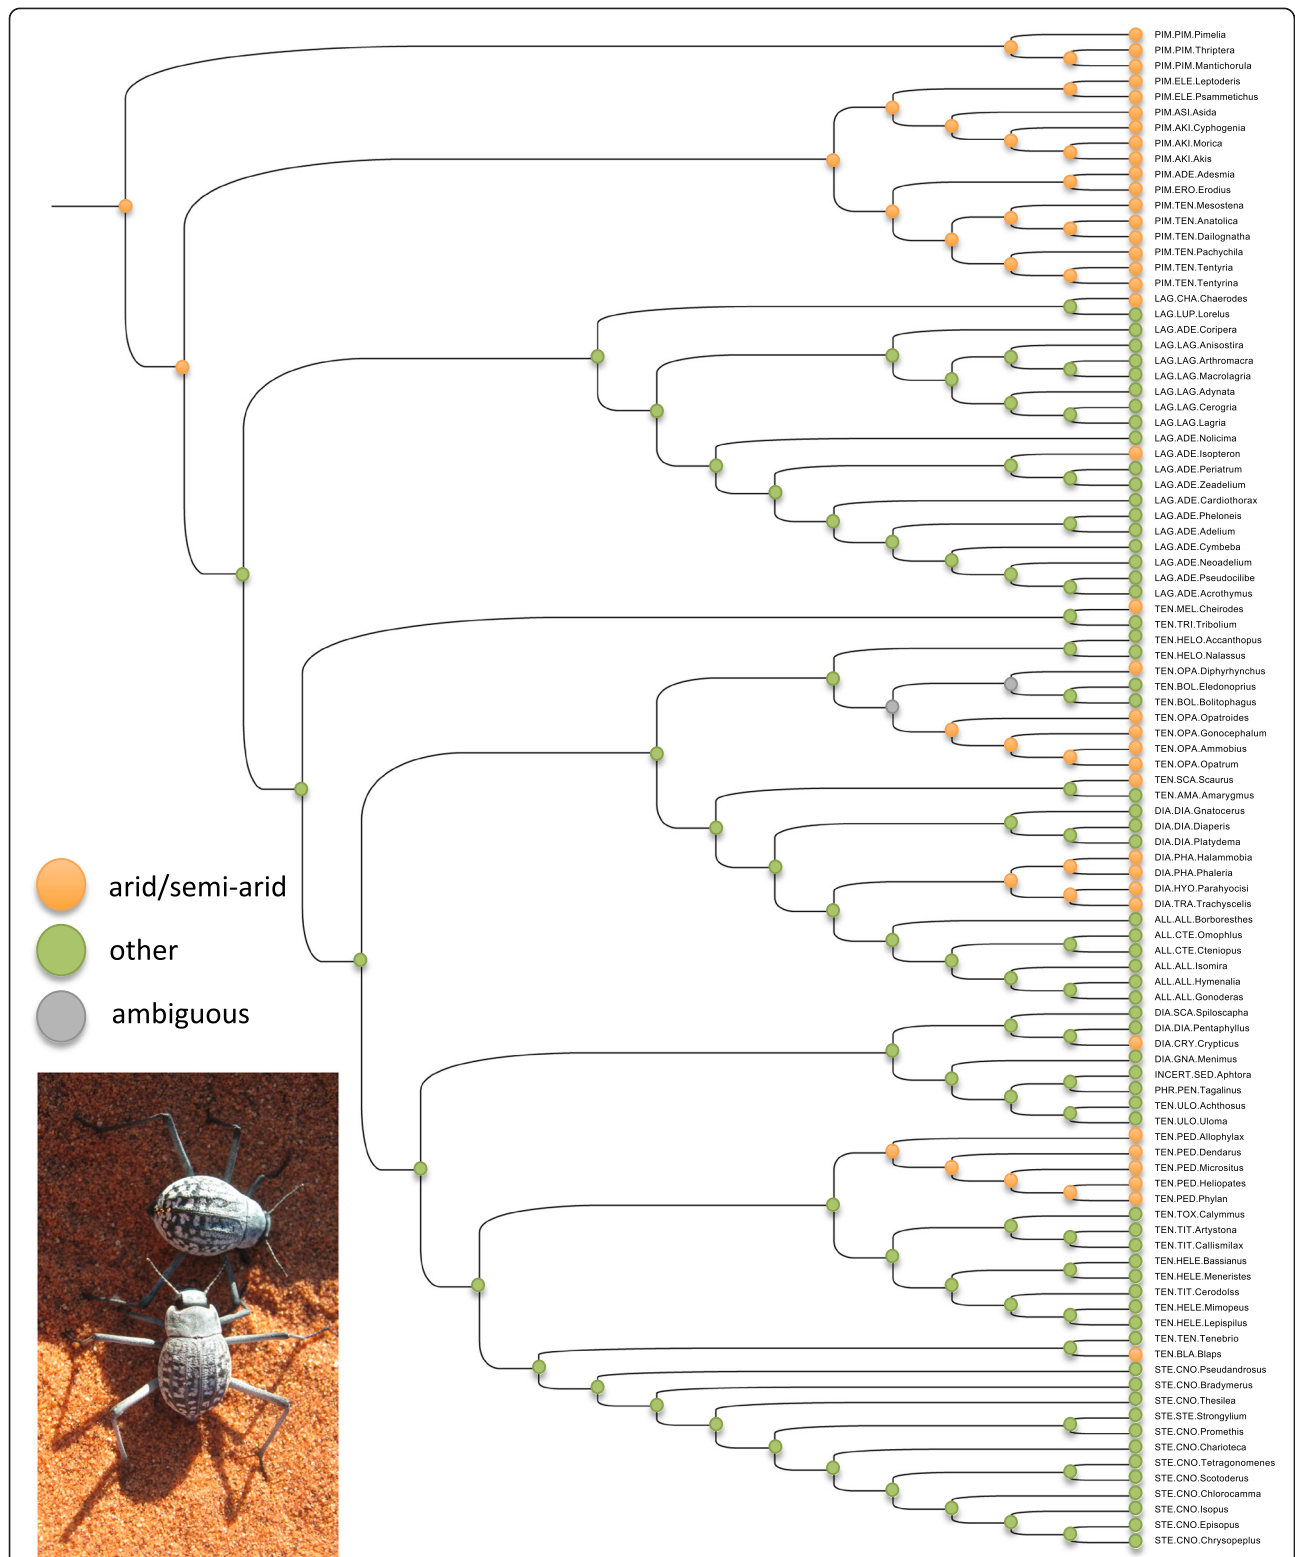 PIM.PIM.Pimelia
PIM.PIM.Thriptera
PIM.PIM.Mantichorula
PIM.ELE.Leptoderis
PIM.ELE.Psammetichus
PIM.ASI.Asida
PIM.AKI.Cyphogenia
PIM.AKI.Morica
PIM.AKI.Akis
PIM.ADE.Adesmia
PIM.ERO.Erodius
PIM.TEN.Mesostena
PIM.TEN.Anatolica
PIM.TEN.Dailognatha
PIM.TEN.Pachychila
PIM.TEN.Tentyria
PIM.TEN.Tentyrina
LAG.CHA.Chaerodes
LAG.LUP.Lorelus
LAG.ADE.Coripera
LAG.LAG.Anisostira
LAG.LAG.Arthromacra
LAG.LAG.Macrolagria
LAG.LAG.Adynata
LAG.LAG.Cerogria
LAG.LAG.Lagria
LAG.ADE.Nolicima
LAG.ADE.Isopteron
LAG.ADE.Periatrum
LAG.ADE.Zeadelium
LAG.ADE.Cardiothorax
LAG.ADE.Pheloneis
LAG.ADE.Adelium
LAG.ADE.Cymbeba
LAG.ADE.Neoadelium
LAG.ADE.Pseudocilibe
LAG.ADE.Acrothymus
TEN.MEL.Cheirodes
TEN.TRI.Tribolium
TEN.HELO.Accanthopus
TEN.HELO.Nalassus
TEN.OPA.Diphyrhynchus
TEN.BOL.Eledonoprius
TEN.BOL.Bolitophagus
TEN.OPA.Opatroides
TEN.OPA.Gonocephalum
TEN.OPA.Ammobius
TEN.OPA.Opatrum
TEN.SCA.Scaurus
TEN.AMA.Amarygmus
DIA.DIA.Gnatocerus
DIA.DIA.Diaperis
DIA.DIA.Platydema
DIA.PHA.Halammobia
DIA.PHA.Phaleria
DIA.HYO.Parahyocisi
DIA.TRA.Trachyscelis
ALL.ALL.Borboresthes
ALL.CTE.Omophlus
ALL.CTE.Cteniopus
ALL.ALL.Isomira
ALL.ALL.Hymenalia
ALL.ALL.Gonoderas
DIA.SCA.Spiloscapha
DIA.DIA.Pentaphyllus
DIA.CRY.Crypticus
DIA.GNA.Menimus
INCERT.SED.Aphtora
PHR.PEN.Tagalinus
TEN.ULO.Achthosus
TEN.ULO.Uloma
TEN.PED.Allophylax
TEN.PED.Dendarus
TEN.PED.Micrositus
TEN.PED.Heliopates
TEN.PED.Phylan
TEN.TOX.Calymmus
TEN.TIT.Artystona
TEN.TIT.Callismilax
TEN.HELE.Bassianus
TEN.HELE.Meneristes
TEN.TIT.Cerodolss
TEN.HELE.Mimopeus
TEN.HELE.Lepispilus
TEN.TEN.Tenebrio
TEN.BLA.Blaps
STE.CNO.Pseudandrosus
STE.CNO.Bradymerus
STE.CNO.Thesilea
STE.STE.Strongylium
STE.CNO.Promethis
STE.CNO.Charioteca
STE.CNO.Tetragonomenes
STE.CNO.Scotoderus
STE.CNO.Chlorocamma
STE.CNO.Isopus
STE.CNO.Episopus
STE.CNO.Chrysopeplus
arid/semi-arid
other
ambiguous